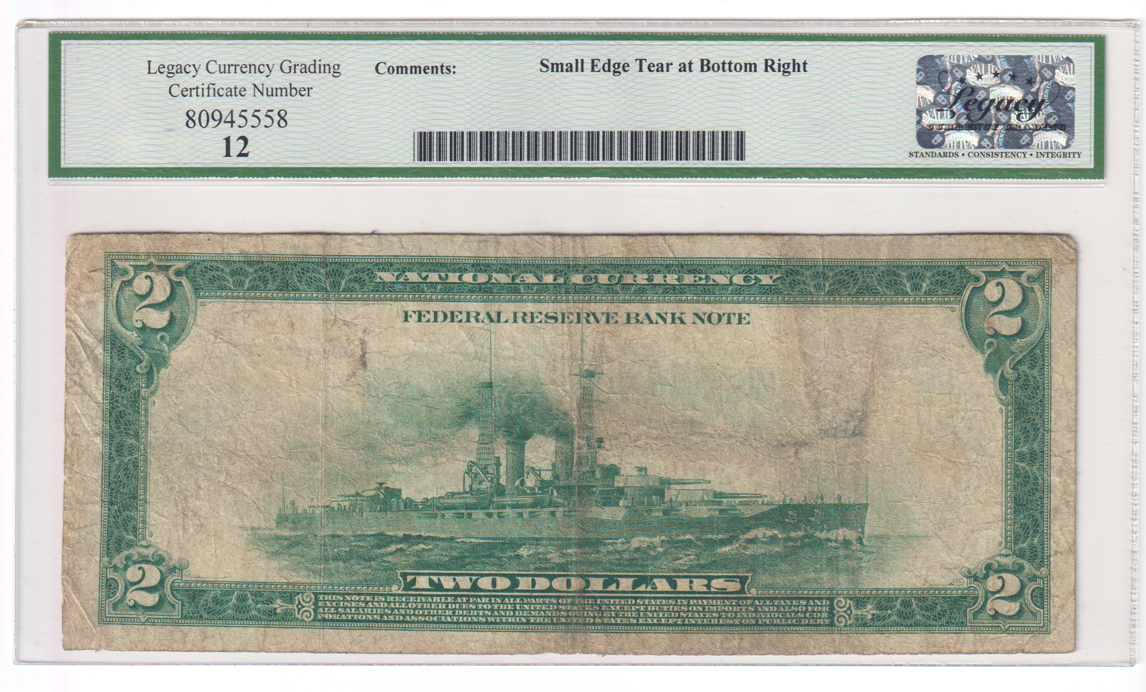 Legacy Currency Grading
Certificate Number
80945558
12
Comments:
Small Edge Tear at Bottom Right
Legacy
STANDARDS • CONSISTENCY • INTEGRITY
2
NATIONAL CURRENCY
2
FEDERAL RESERVE BANK NOTE
2
TWO DOLLARS
2
THIS NOTE IS RECEIVABLE AT PAR IN ALL PARTS OF THE UNITED STATES IN PAYMENT OF ALL TAXES AND
EXCISES AND ALL OTHER DUES TO THE UNITED STATES EXCEPT DUTIES ON IMPORTS AND ALSO FOR
ALL SALARIES AND OTHER DEBTS AND DEMANDS OWING BY THE UNITED STATES TO INDIVIDUALS COR-
PORATIONS AND ASSOCIATIONS WITHIN THE UNITED STATES EXCEPT INTEREST ON PUBLIC DEBT